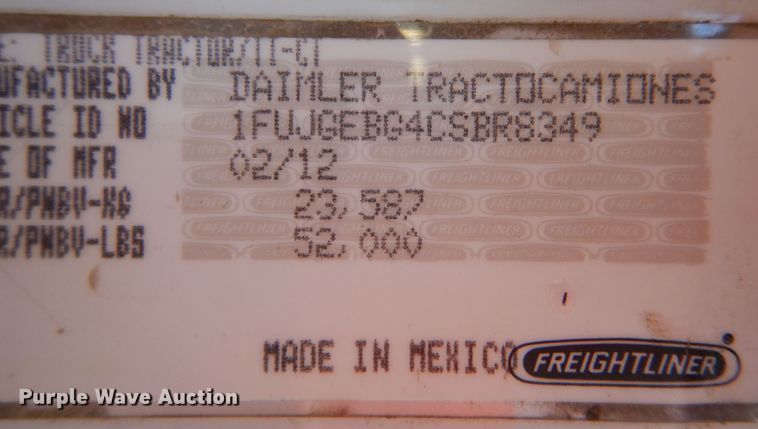 E: TRUCK TRACTOR/TT-CT
UFACTURED BY DAIMLER TRACTOCAMIONES
ICLE ID NO 1FUJGEBG4CSBR8349
E OF MFR 02/12
R/PNBV-KG 23,587
R/PNBV-LBS 52,000
MADE IN MEXICO FREIGHTLINER
Purple Wave Auction